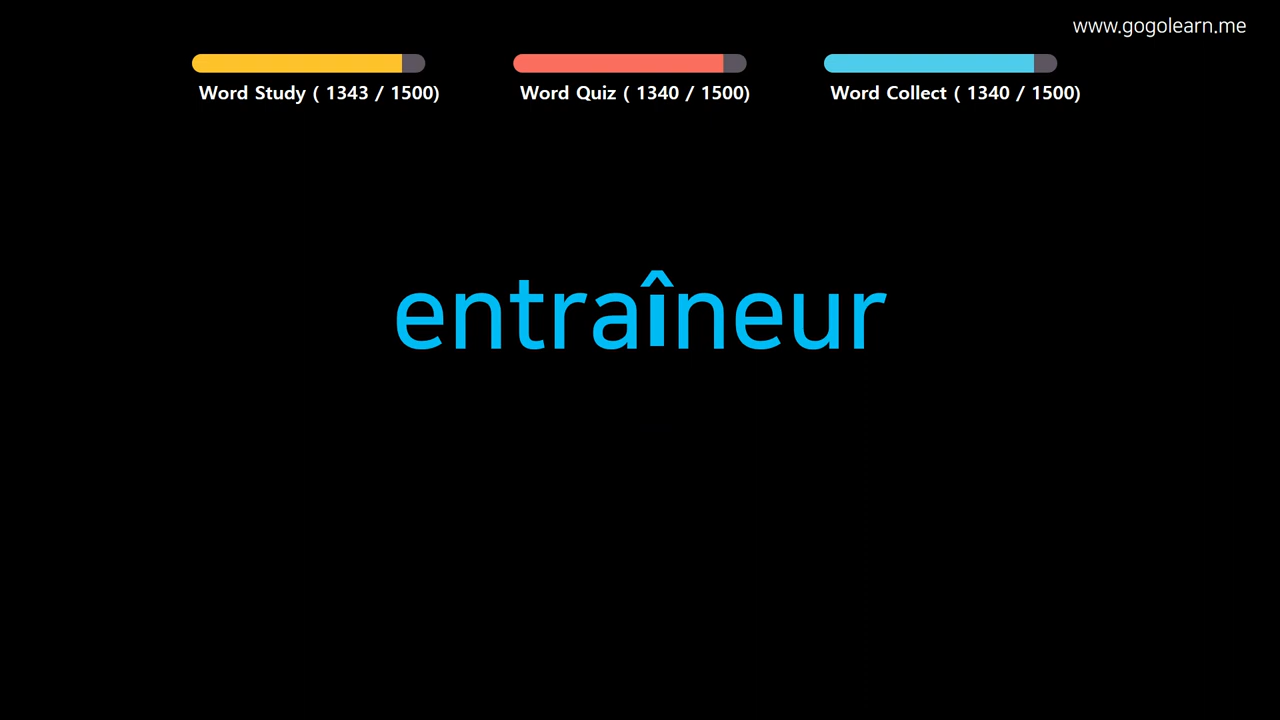 www.gogolearn.me
Word Study ( 1343 / 1500)
Word Quiz ( 1340 / 1500)
Word Collect ( 1340 / 1500)
entraîneur